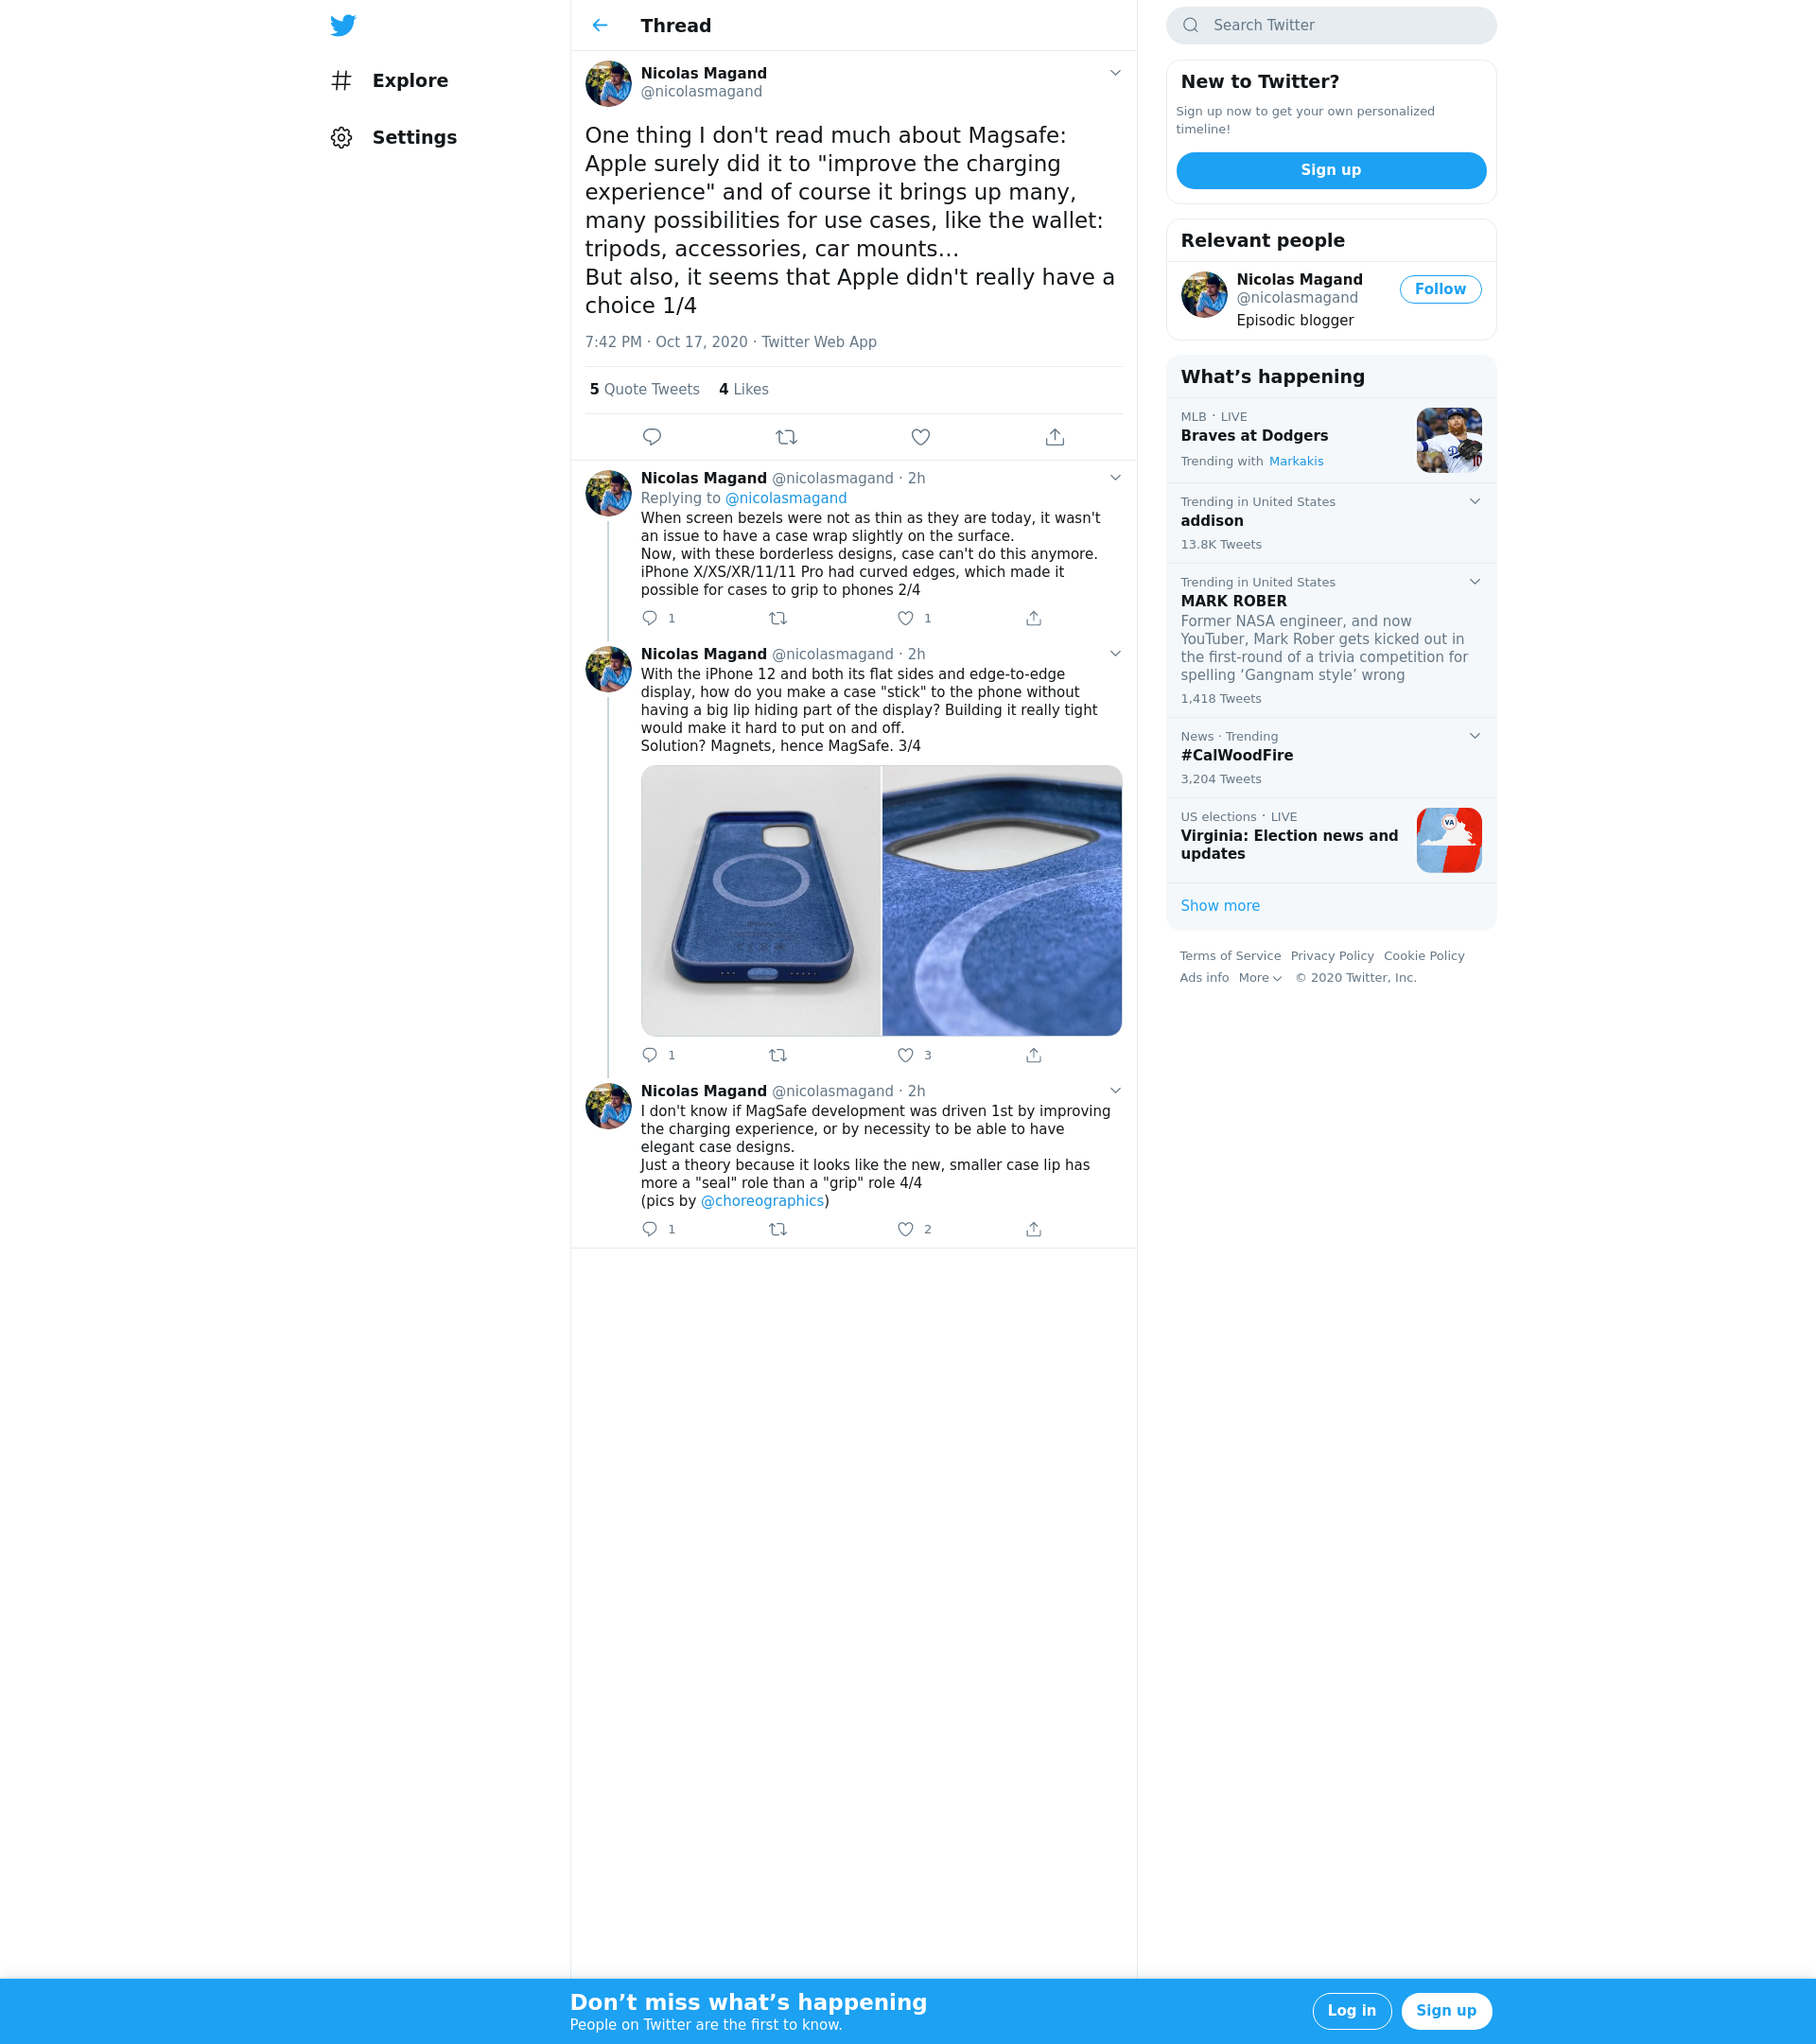 Explore
Settings
Thread
Nicolas Magand
@nicolasmagand
One thing I don't read much about Magsafe:
Apple surely did it to "improve the charging
experience" and of course it brings up many,
many possibilities for use cases, like the wallet:
tripods, accessories, car mounts…
But also, it seems that Apple didn't really have a
choice 1/4
7:42 PM · Oct 17, 2020 · Twitter Web App
5 Quote Tweets 4 Likes
Nicolas Magand @nicolasmagand · 2h
Replying to @nicolasmagand
When screen bezels were not as thin as they are today, it wasn't
an issue to have a case wrap slightly on the surface.
Now, with these borderless designs, case can't do this anymore.
iPhone X/XS/XR/11/11 Pro had curved edges, which made it
possible for cases to grip to phones 2/4
1 1
Nicolas Magand @nicolasmagand · 2h
With the iPhone 12 and both its flat sides and edge-to-edge
display, how do you make a case "stick" to the phone without
having a big lip hiding part of the display? Building it really tight
would make it hard to put on and off.
Solution? Magnets, hence MagSafe. 3/4
1 3
Nicolas Magand @nicolasmagand · 2h
I don't know if MagSafe development was driven 1st by improving
the charging experience, or by necessity to be able to have
elegant case designs.
Just a theory because it looks like the new, smaller case lip has
more a "seal" role than a "grip" role 4/4
(pics by @choreographics)
1 2
Search Twitter
New to Twitter?
Sign up now to get your own personalized
timeline!
Sign up
Relevant people
Nicolas Magand
@nicolasmagand
Follow
Episodic blogger
What’s happening
MLB · LIVE
Braves at Dodgers
Trending with Markakis
Trending in United States
addison
13.8K Tweets
Trending in United States
MARK ROBER
Former NASA engineer, and now
YouTuber, Mark Rober gets kicked out in
the first-round of a trivia competition for
spelling ‘Gangnam style’ wrong
1,418 Tweets
News · Trending
#CalWoodFire
3,204 Tweets
US elections · LIVE
Virginia: Election news and
updates
VA
Show more
Terms of Service Privacy Policy Cookie Policy
Ads info More © 2020 Twitter, Inc.
Don’t miss what’s happening
People on Twitter are the first to know.
Log in
Sign up